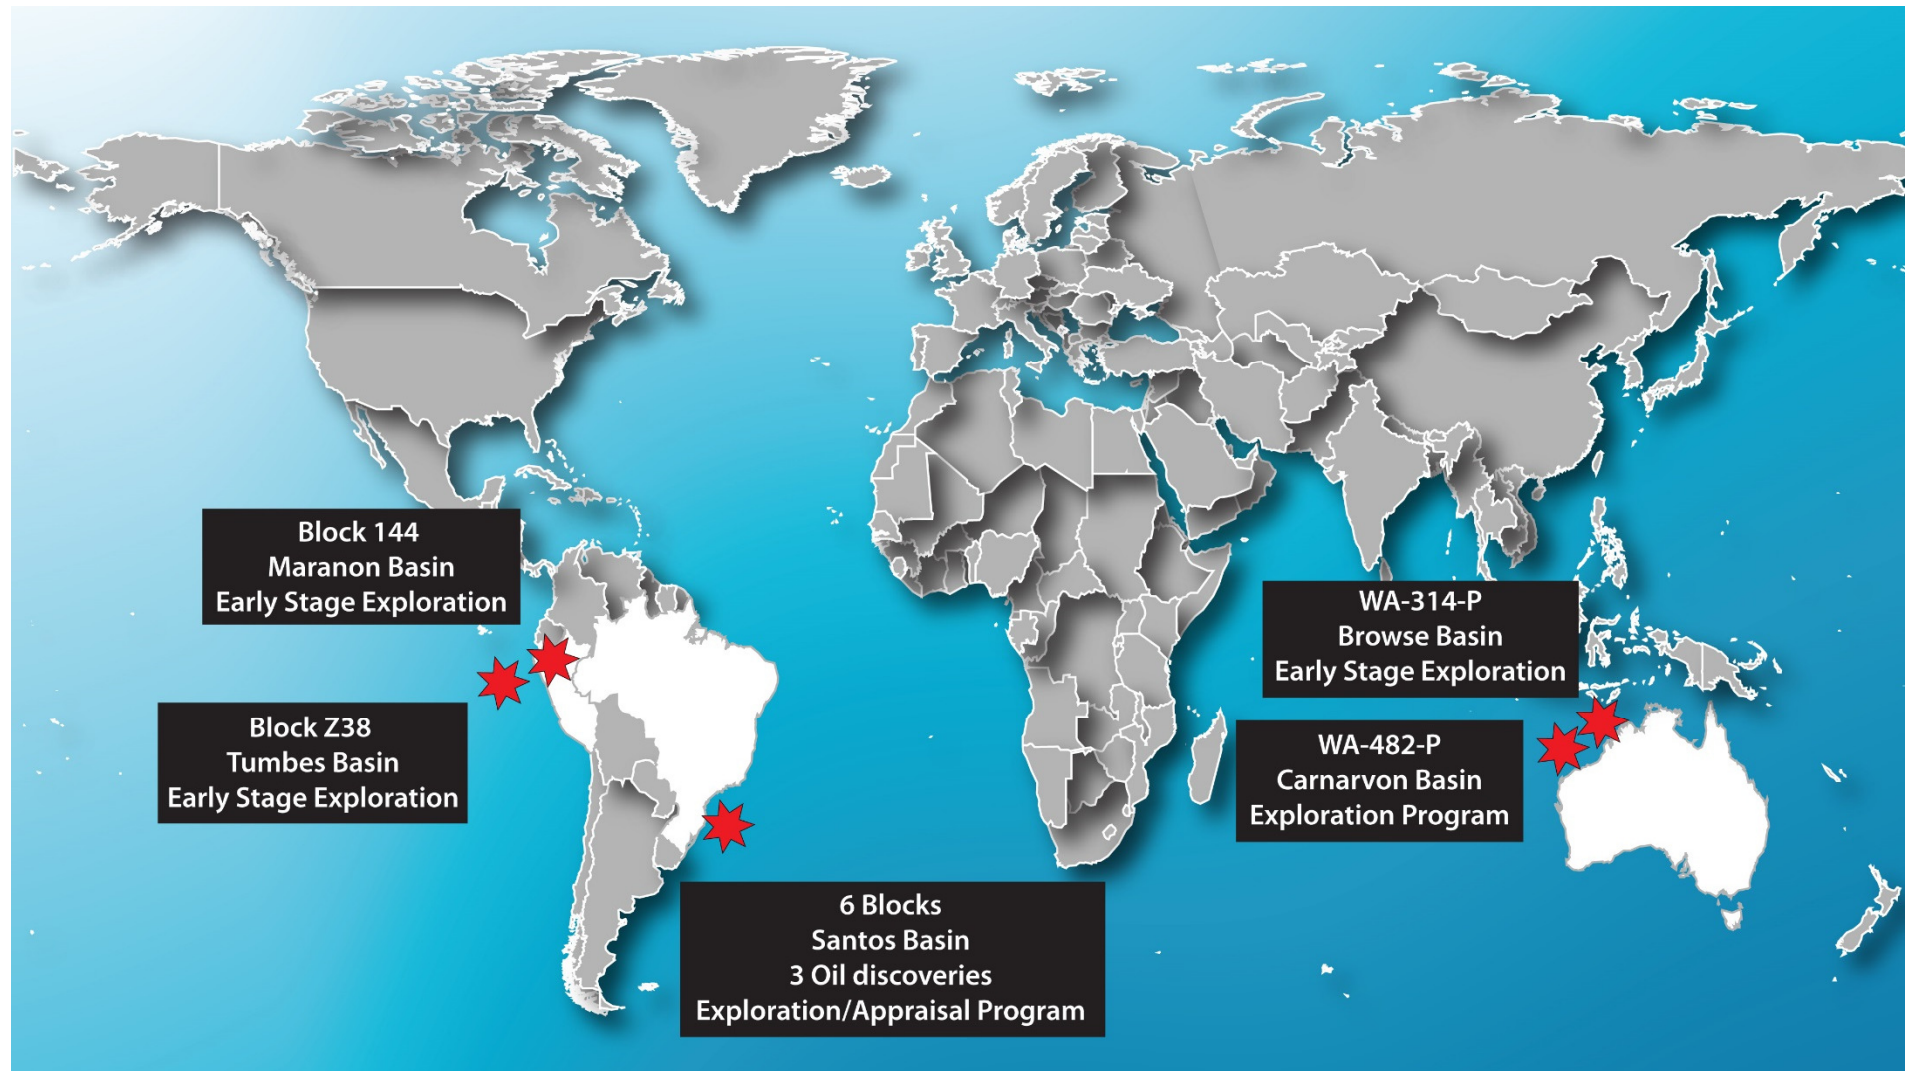 Block 144
Maranon Basin
Early Stage Exploration
Block Z38
Tumbes Basin
Early Stage Exploration
6 Blocks
Santos Basin
3 Oil discoveries
Exploration/Appraisal Program
WA-314-P
Browse Basin
Early Stage Exploration
WA-482-P
Carnarvon Basin
Exploration Program